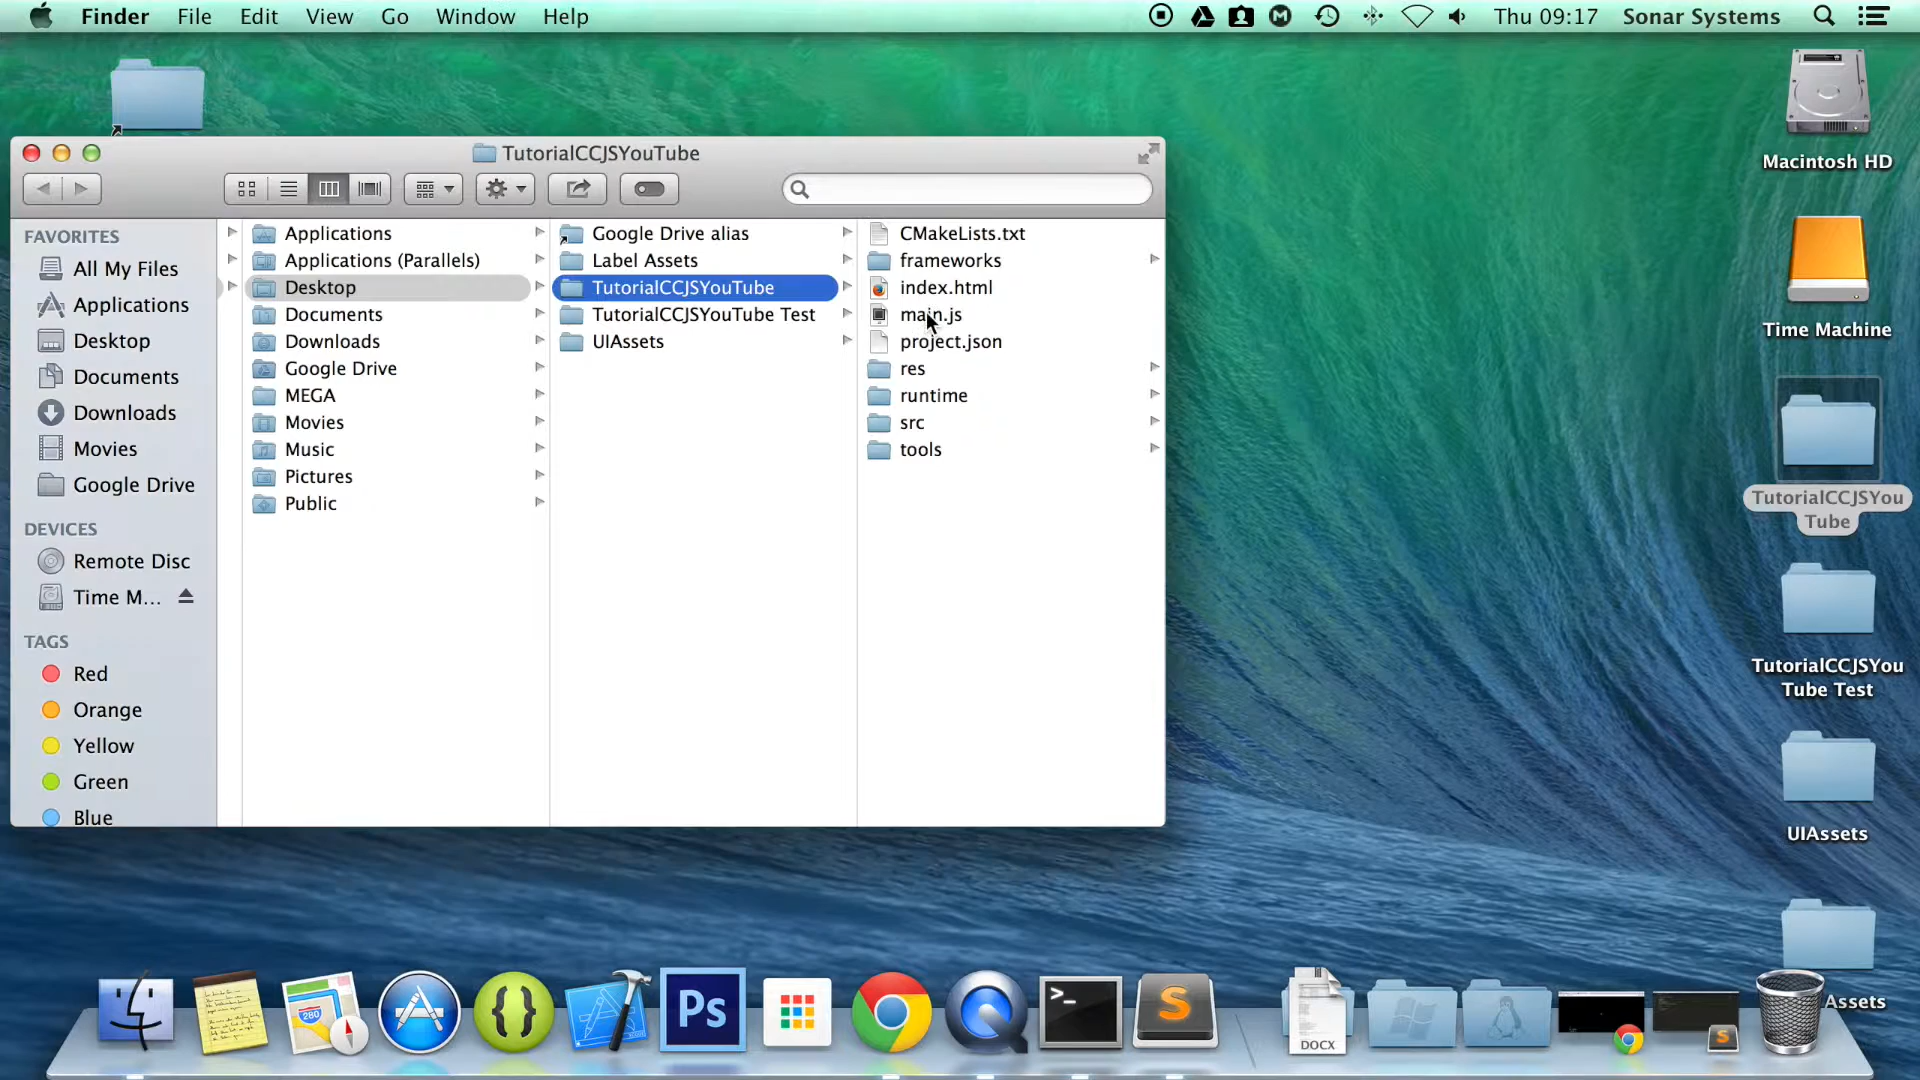 Finder File Edit View Go Window Help Thu 09:17 Sonar Systems
TutorialCCJSYouTube
FAVORITES
All My Files
Applications
Desktop
Documents
Downloads
Movies
Google Drive
DEVICES
Remote Disc
Time M...
TAGS
Red
Orange
Yellow
Green
Blue
Applications
Applications (Parallels)
Desktop
Documents
Downloads
Google Drive
MEGA
Movies
Music
Pictures
Public
Google Drive alias
Label Assets
TutorialCCJSYouTube
TutorialCCJSYouTube Test
UIAssets
CMakeLists.txt
frameworks
index.html
main.js
project.json
res
runtime
src
tools
Macintosh HD
Time Machine
TutorialCCJSYou
Tube
TutorialCCJSYou
Tube Test
UIAssets
Assets
280
Ps
>_
S
DOCX
S